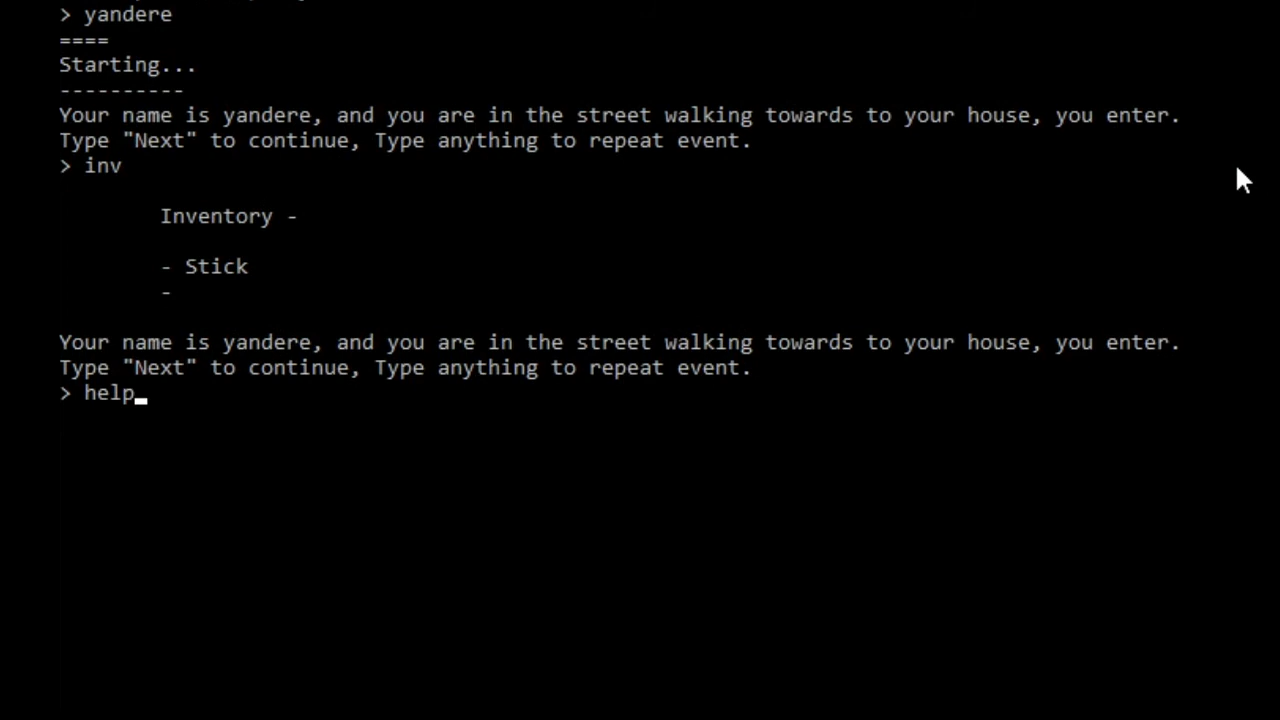 > yandere
====
Starting...
----------
Your name is yandere, and you are in the street walking towards to your house, you enter.
Type "Next" to continue, Type anything to repeat event.
> inv
Inventory -
- Stick
-
Your name is yandere, and you are in the street walking towards to your house, you enter.
Type "Next" to continue, Type anything to repeat event.
> help